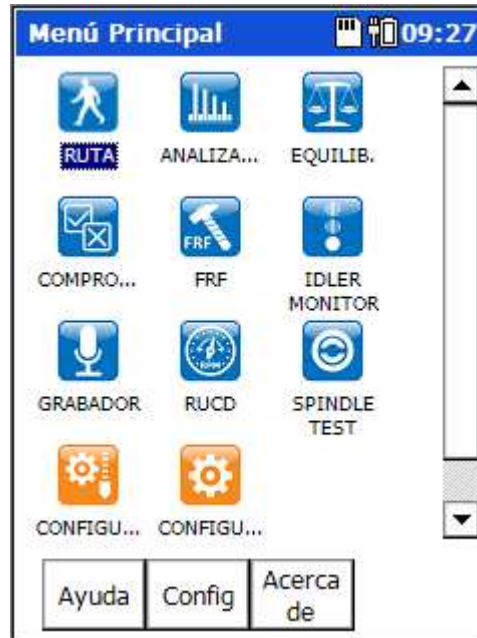 Menú Principal 09:27
RUTA ANALIZA... EQUILIB.
FRF
COMPRO... FRF IDLER
MONITOR
RPM
GRABADOR RUCD SPINDLE
TEST
CONFIGU... CONFIGU...
Ayuda Config Acerca
de